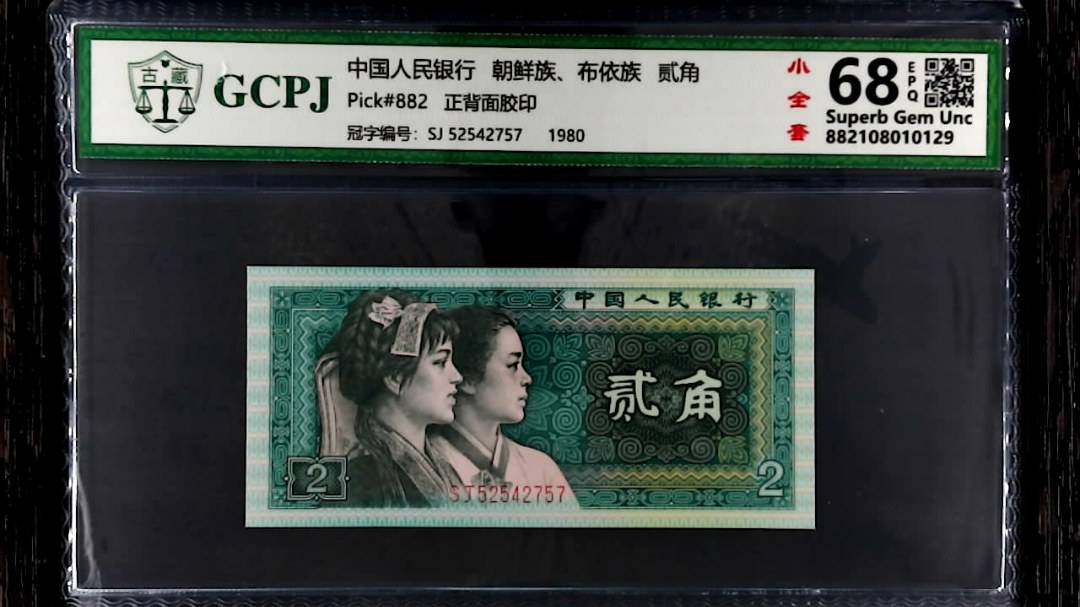 古藏
GCPJ
中国人民银行 朝鲜族、布依族 贰角
Pick#882 正背面胶印
冠字编号: SJ 52542757 1980
小全套
68 EPQ
Superb Gem Unc
882108010129
中国人民银行
贰角
2
SJ52542757
2